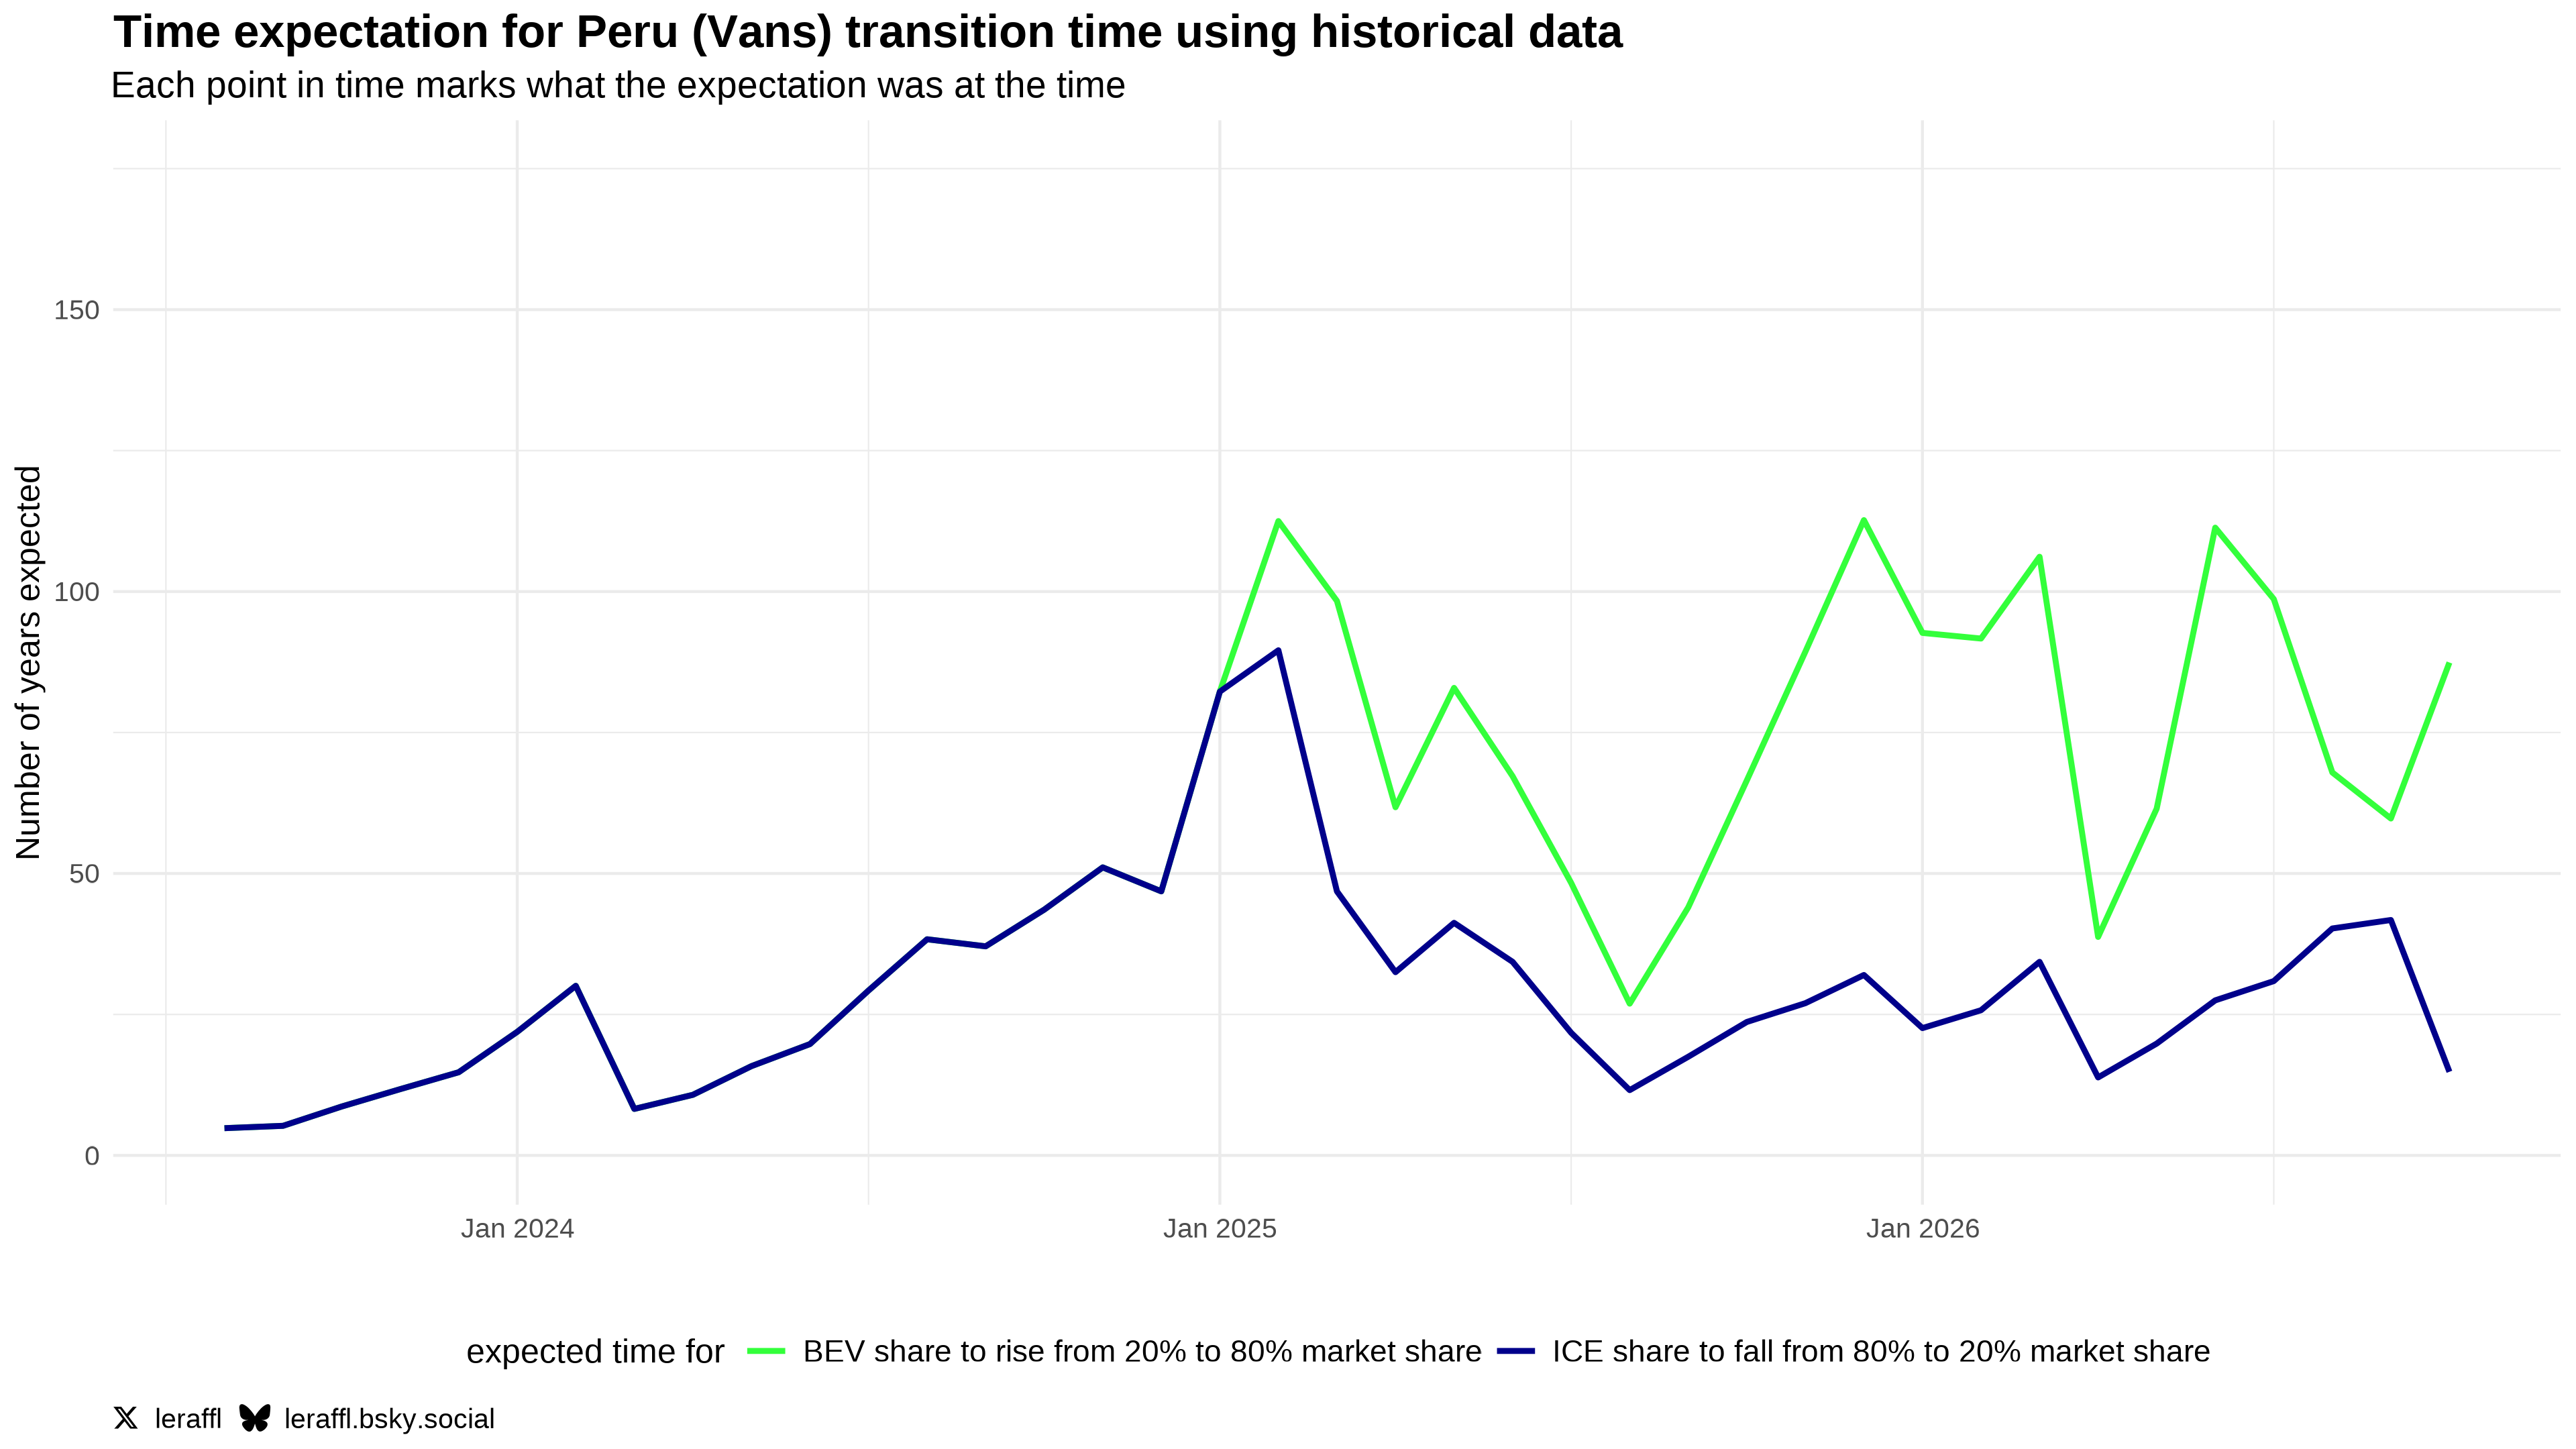 Time expectation for Peru (Vans) transition time using historical data
Each point in time marks what the expectation was at the time
Number of years expected
150
100
50
0
Jan 2024 Jan 2025 Jan 2026
expected time for BEV share to rise from 20% to 80% market share ICE share to fall from 80% to 20% market share
leraffl leraffl.bsky.social